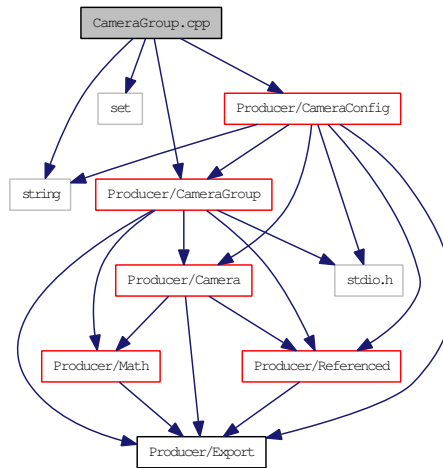 CameraGroup.cpp
set
Producer/CameraConfig
string
Producer/CameraGroup
Producer/Camera
stdio.h
Producer/Math
Producer/Referenced
Producer/Export